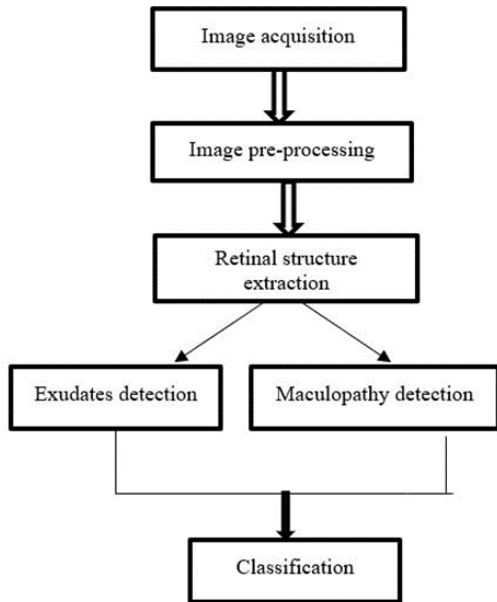 Image acquisition
Image pre-processing
Retinal structure
extraction
Exudates detection
Maculopathy detection
Classification